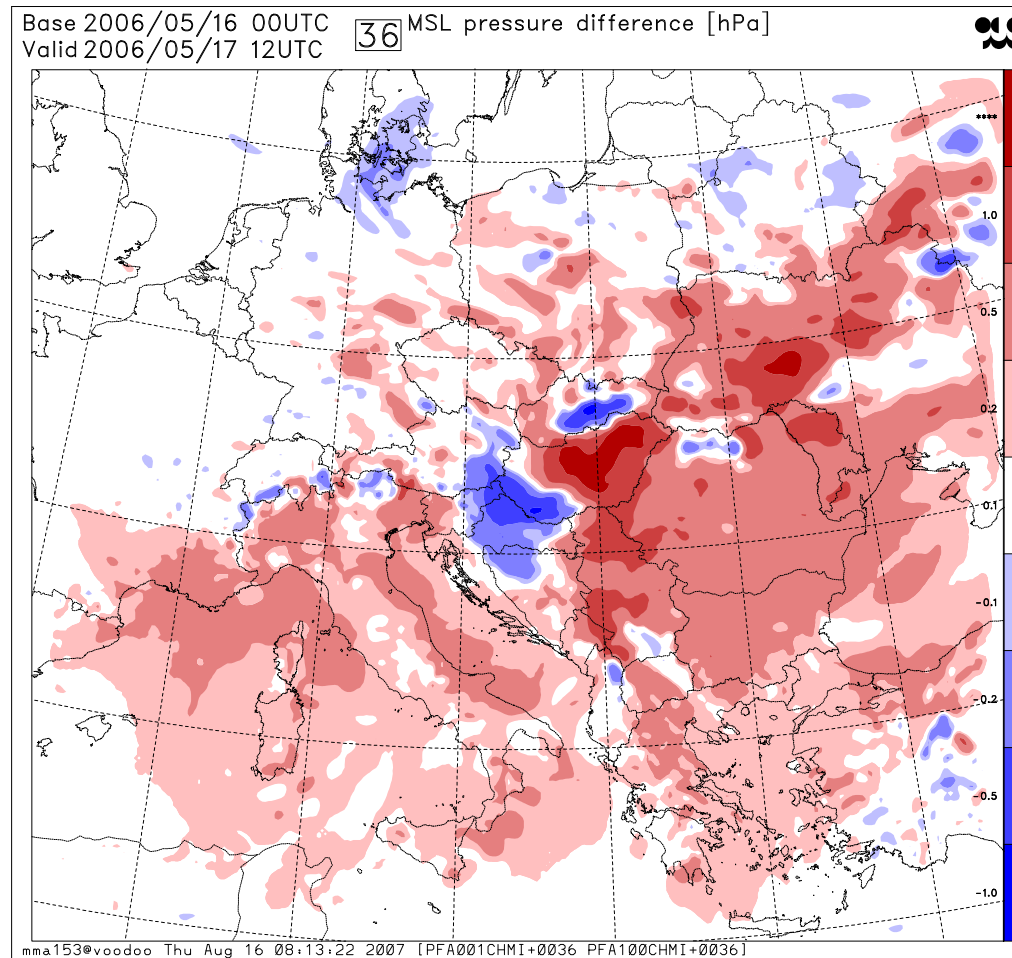 Base 2006/05/16 00UTC
Valid 2006/05/17 12UTC
36
MSL pressure difference [hPa]
****
1.0
0.5
0.2
0.1
-0.1
-0.2
-0.5
-1.0
mma153@voodoo Thu Aug 16 08:13:22 2007 [PFA001CHMI+0036 PFA100CHMI+0036]